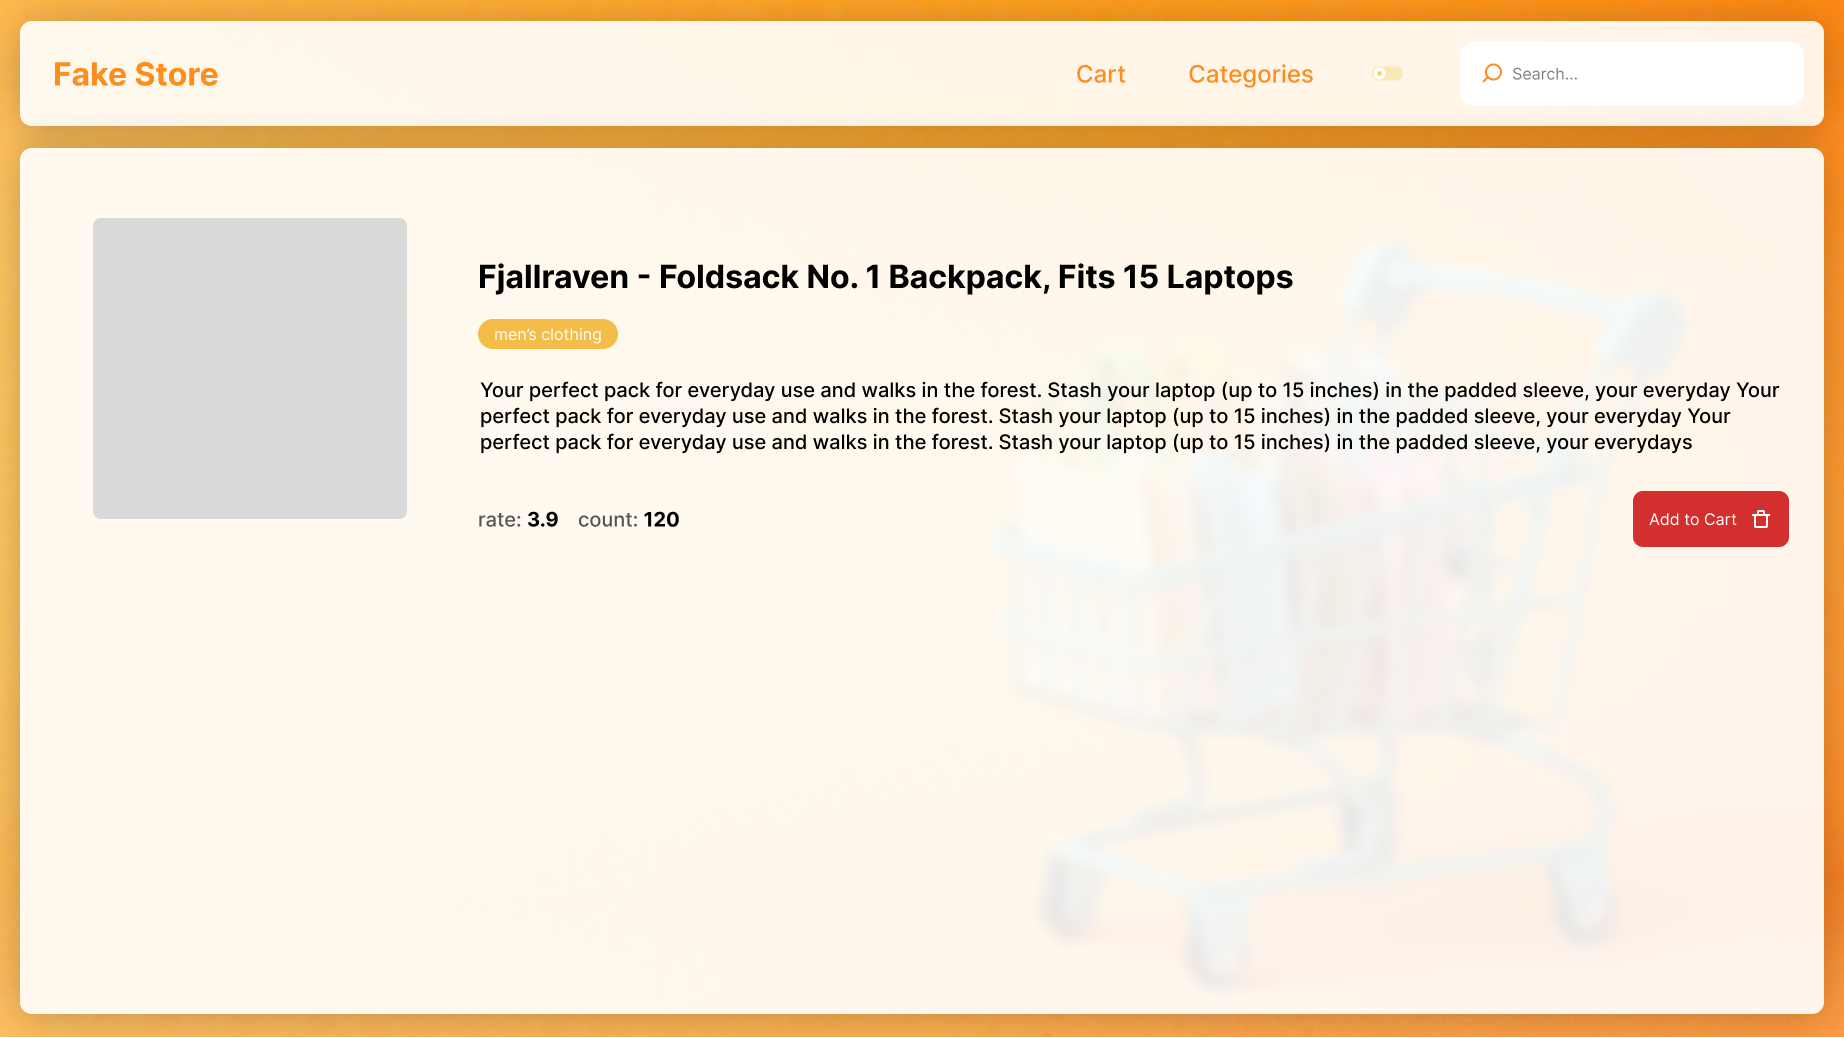 Fake Store
Cart
Categories
Search...
Fjallraven - Foldsack No. 1 Backpack, Fits 15 Laptops
men's clothing
Your perfect pack for everyday use and walks in the forest. Stash your laptop (up to 15 inches) in the padded sleeve, your everyday Your
perfect pack for everyday use and walks in the forest. Stash your laptop (up to 15 inches) in the padded sleeve, your everyday Your
perfect pack for everyday use and walks in the forest. Stash your laptop (up to 15 inches) in the padded sleeve, your everydays
rate: 3.9 count: 120
Add to Cart